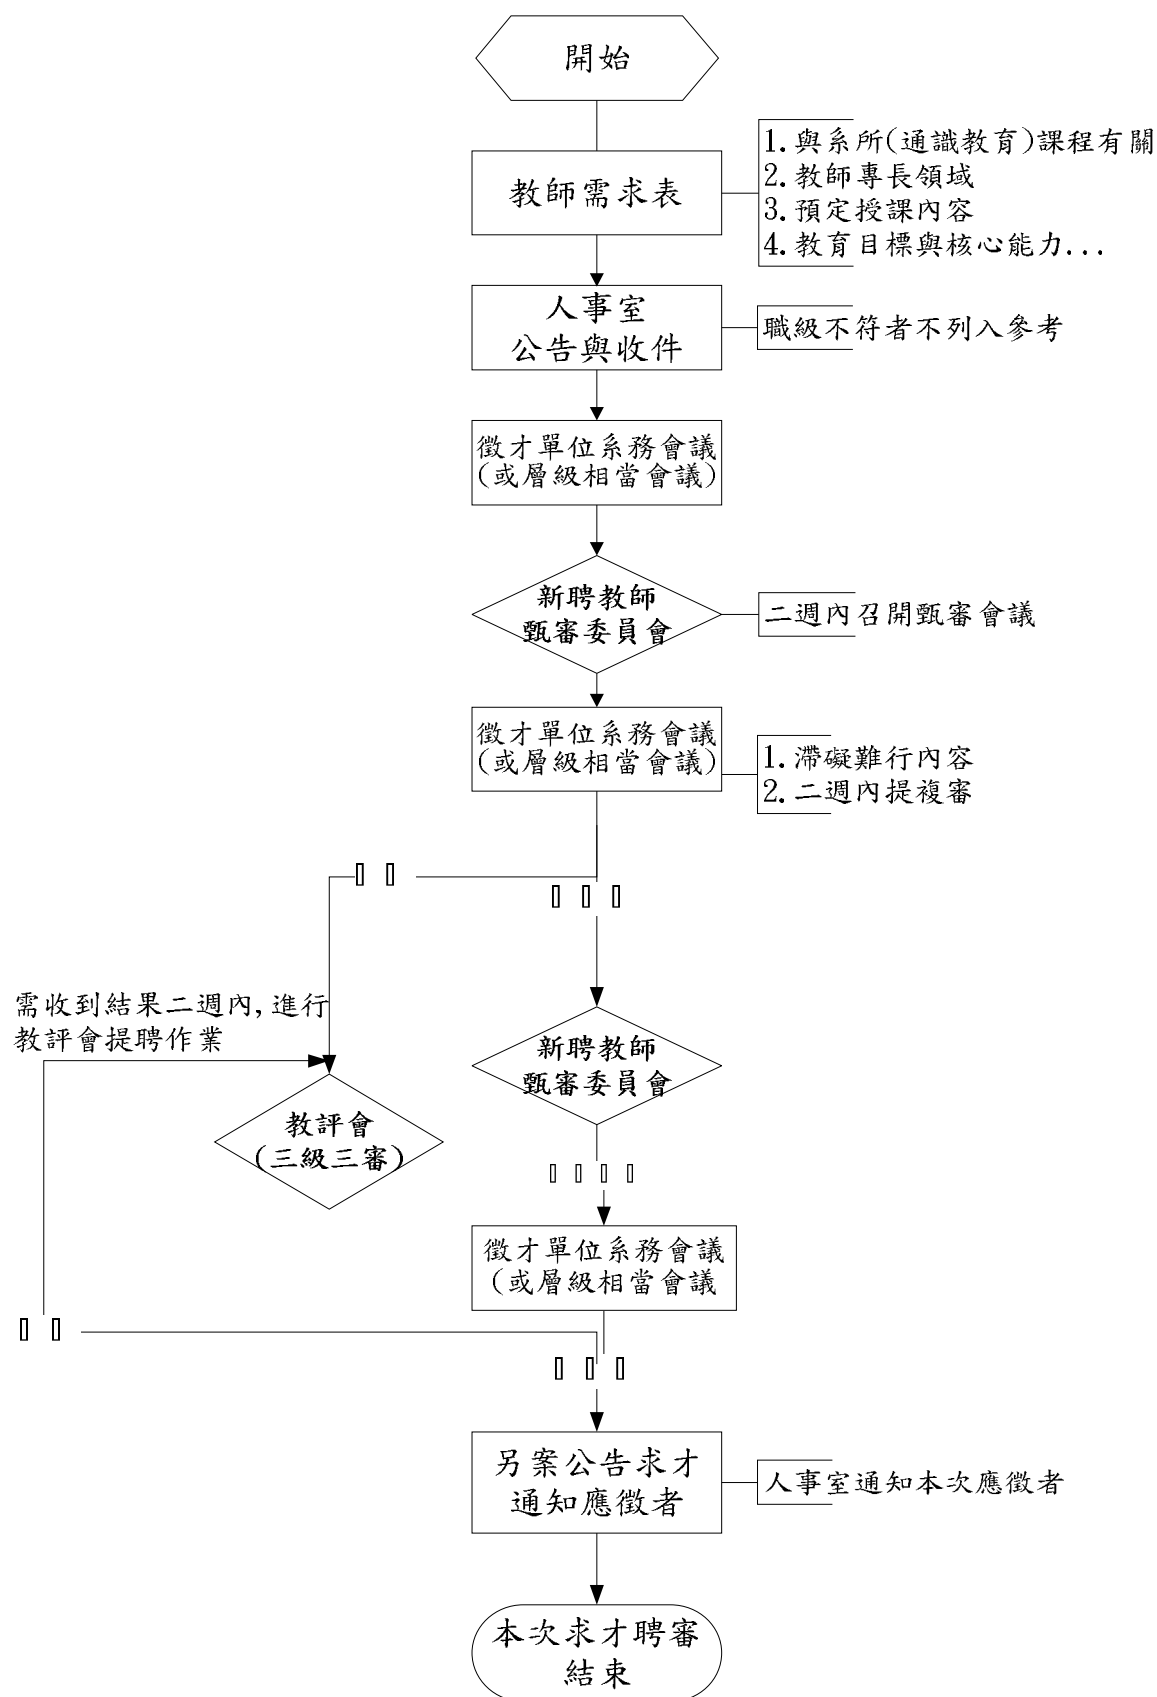 開始
教師需求表
1. 與系所(通識教育)課程有關
2. 教師專長領域
3. 預定授課內容
4. 教育目標與核心能力...
人事室
公告與收件
職級不符者不列入參考
徵才單位系務會議
(或層級相當會議)
新聘教師
甄審委員會
二週內召開甄審會議
徵才單位系務會議
(或層級相當會議)
1. 滯礙難行內容
2. 二週內提複審
需收到結果二週內, 進行
教評會提聘作業
新聘教師
甄審委員會
教評會
(三級三審)
徵才單位系務會議
(或層級相當會議
另案公告求才
通知應徵者
人事室通知本次應徵者
本次求才聘審
結束